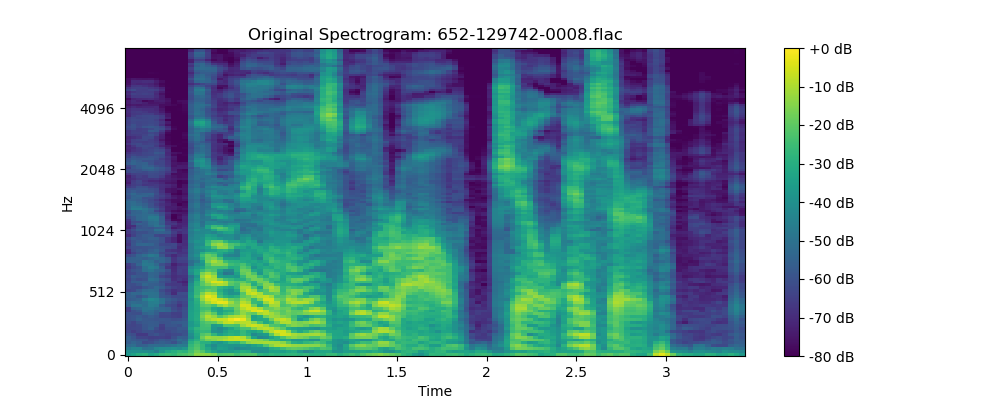 Original Spectrogram: 652-129742-0008.flac
Hz
4096
2048
1024
512
0
0 0.5 1 1.5 2 2.5 3
Time
+0 dB
-10 dB
-20 dB
-30 dB
-40 dB
-50 dB
-60 dB
-70 dB
-80 dB